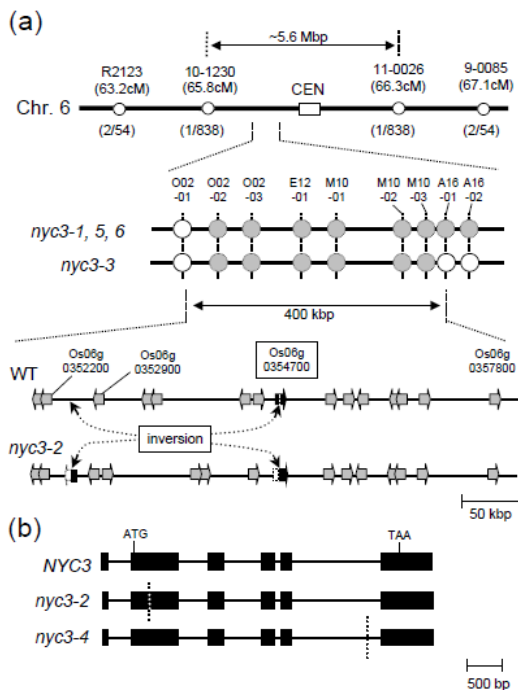 (a)
~5.6 Mbp
R2123 10-1230 11-0026 9-0085
(63.2cM) (65.8cM) CEN (66.3cM) (67.1cM)
Chr. 6
(2/54) (1/838) (1/838) (2/54)
O02 O02 O02 E12 M10 M10 M10 A16 A16
-01 -02 -03 -01 -01 -02 -03 -01 -02
nyc3-1, 5, 6
nyc3-3
400 kbp
Os06g Os06g Os06g Os06g
0352200 0352900 0354700 0357800
WT
inversion
nyc3-2
50 kbp
(b)
ATG TAA
NYC3
nyc3-2
nyc3-4
500 bp